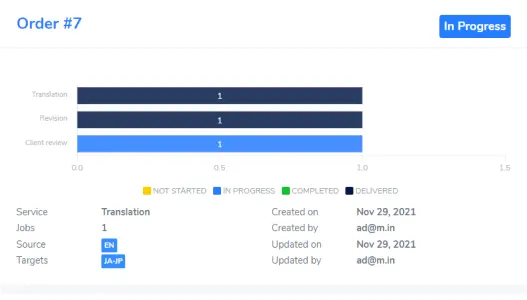 Order #7
In Progress
Translation
1
Revision
1
Client review
1
0.0 0.5 1.0 1.5
NOT STARTED IN PROGRESS COMPLETED DELIVERED
Service Translation Created on Nov 29, 2021
Jobs 1 Created by ad@m.in
Source EN Updated on Nov 29, 2021
Targets JA-JP Updated by ad@m.in